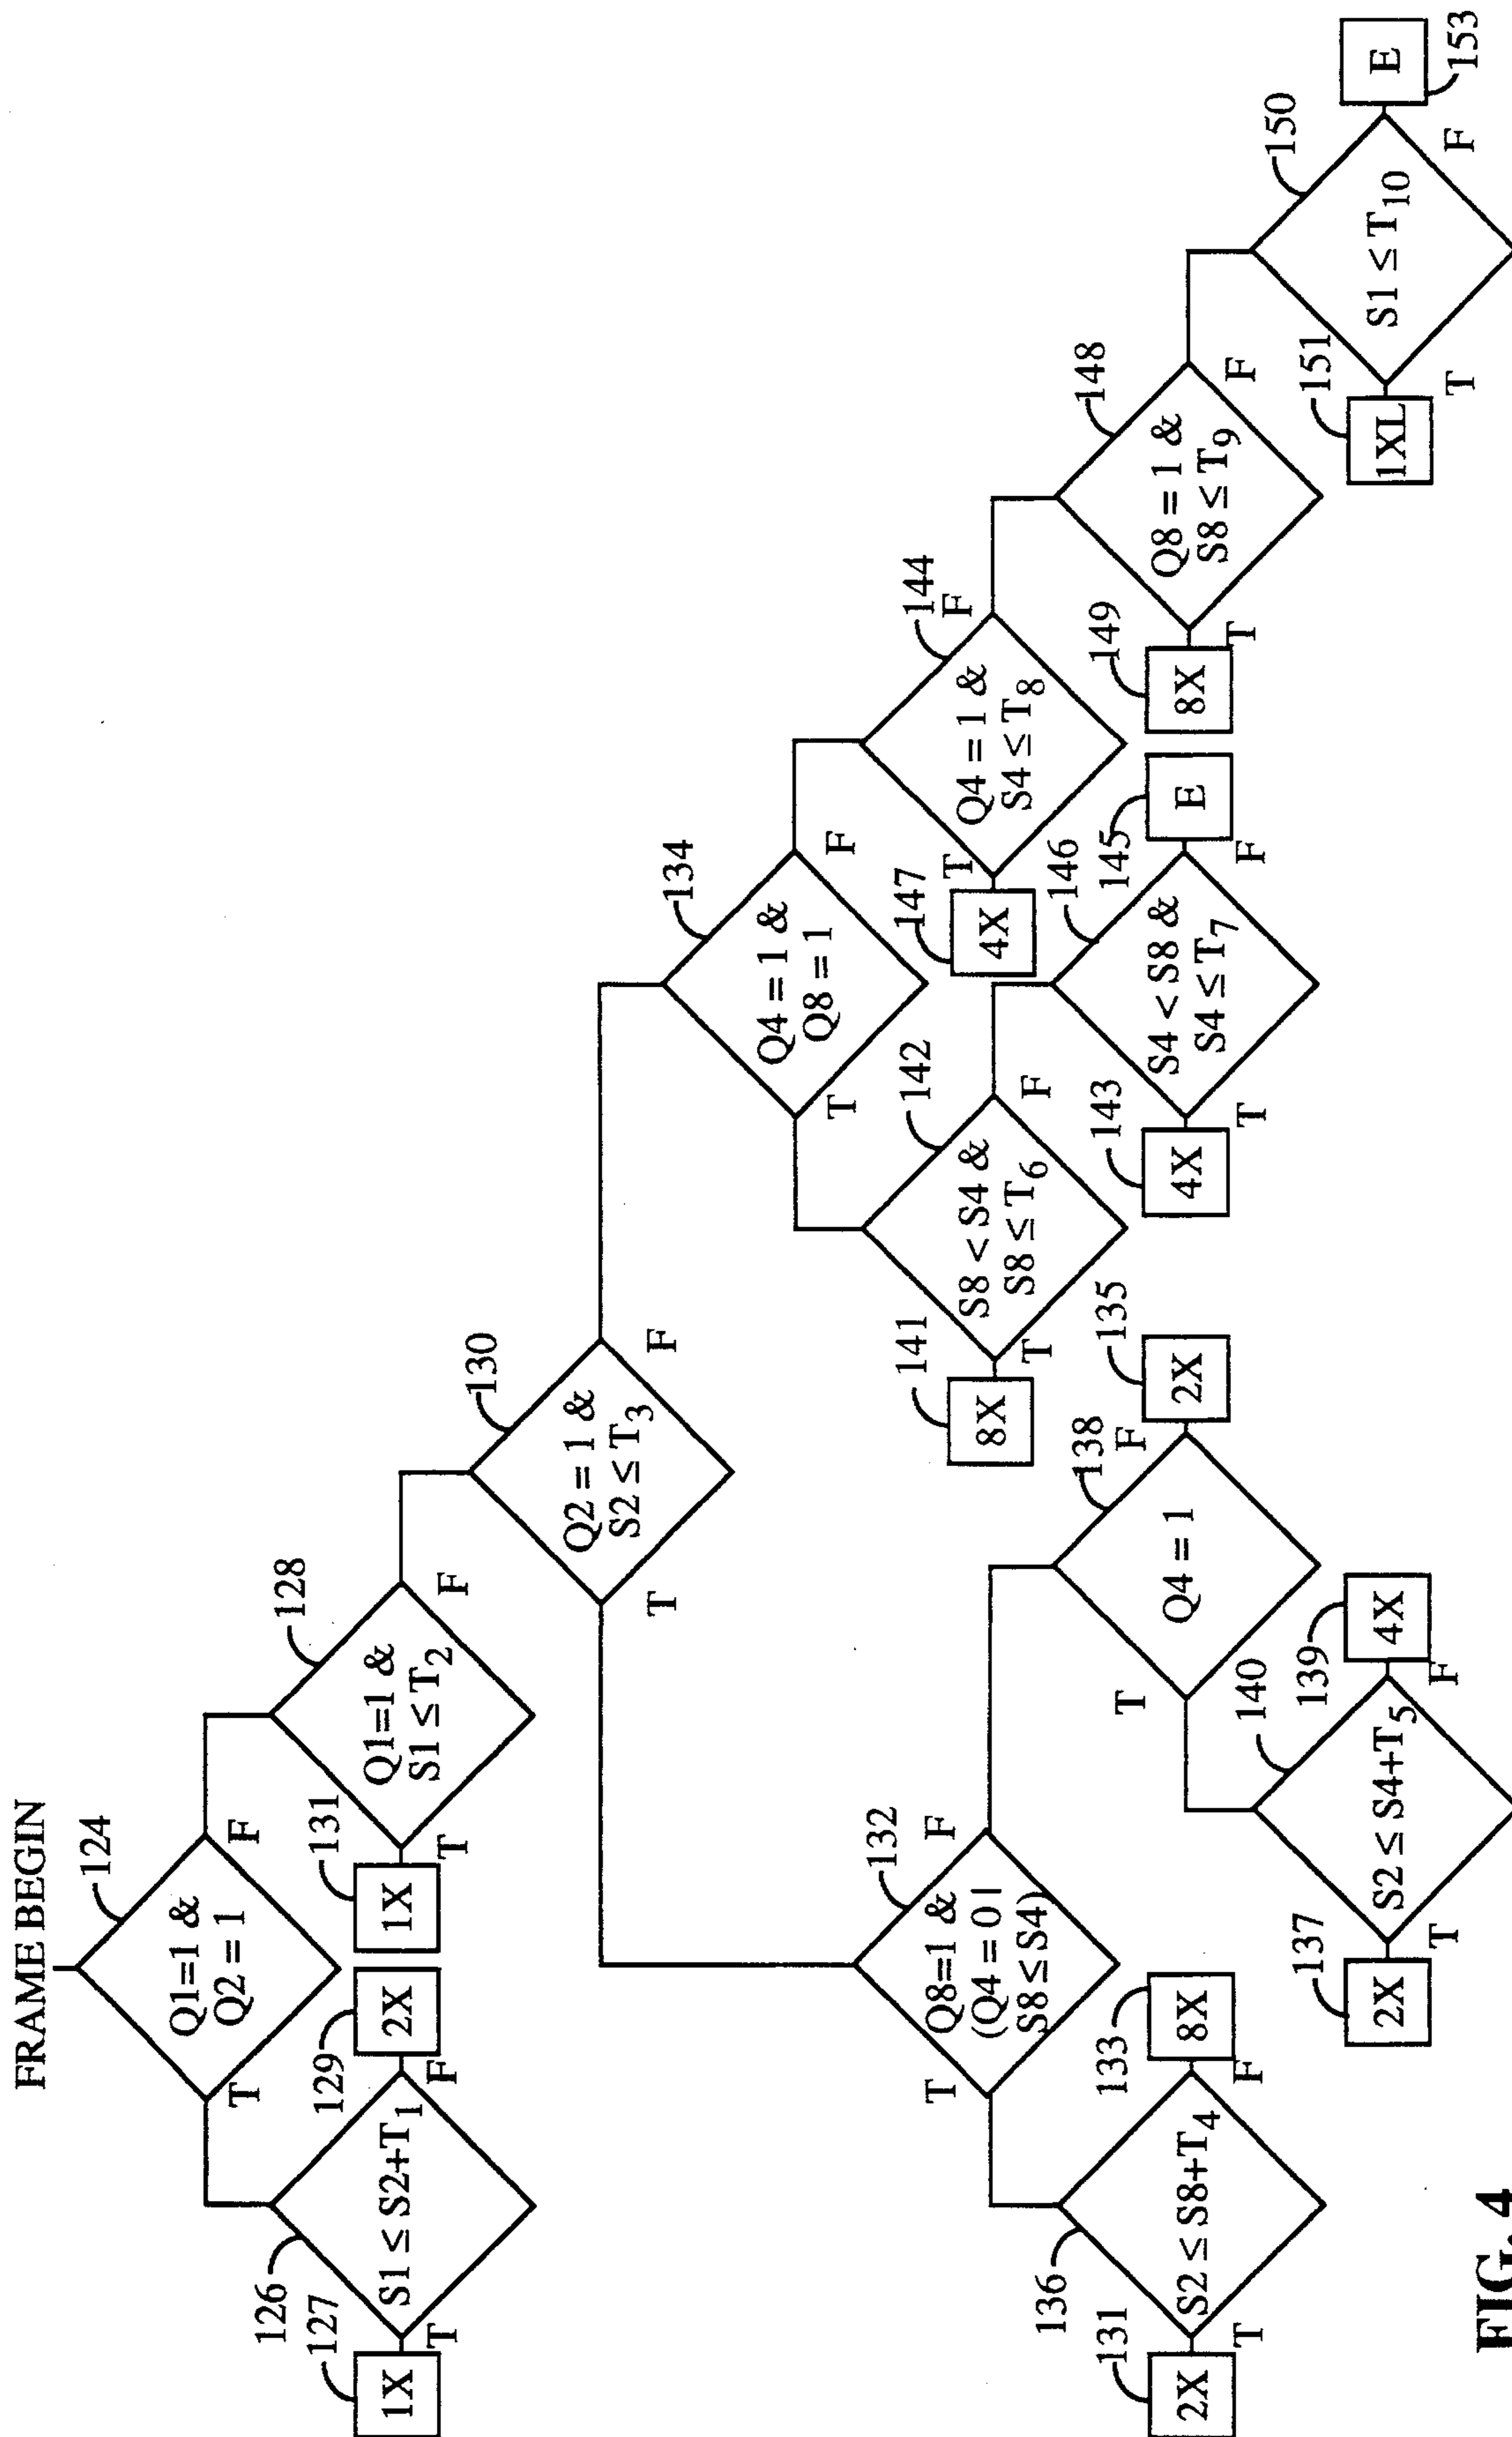 FRAME BEGIN
124
Q1=1 &
Q2 = 1
T
F
126
S1 ≤ S2+T1
127
1X
T
129
2X
F
128
Q1=1 &
S1 ≤ T2
131
1X
T
F
130
Q2 = 1 &
S2 ≤ T3
T
F
132
Q8=1 &
(Q4 = 0 |
S8 ≤ S4)
T
F
134
Q4 = 1 &
Q8 = 1
T
F
136
S2 ≤ S8+T4
131
2X
T
133
8X
F
138
Q4 = 1
T
F
135
2X
140
S2 ≤ S4+T5
137
2X
T
139
4X
F
142
S8 < S4 &
S8 ≤ T6
141
8X
T
F
146
S4 < S8 &
S4 ≤ T7
143
4X
T
145
E
F
144
Q4 = 1 &
S4 ≤ T8
147
4X
T
F
148
Q8 = 1 &
S8 ≤ T9
149
8X
T
F
150
S1 ≤ T10
151
1XL
T
153
E
F
FIG. 4